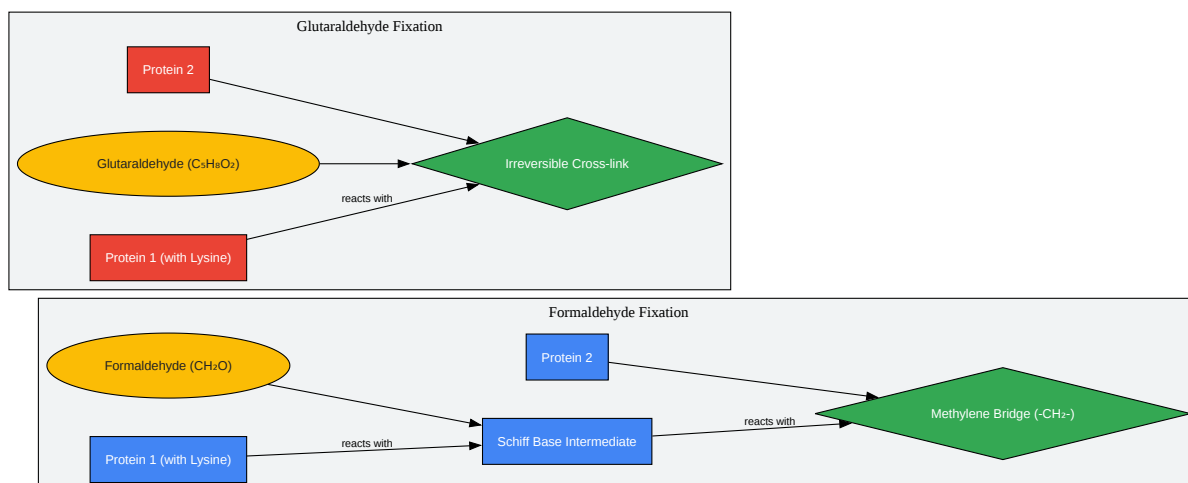 Glutaraldehyde Fixation
Protein 2
Glutaraldehyde (C₅H₈O₂)
Irreversible Cross-link
reacts with
Protein 1 (with Lysine)
Formaldehyde Fixation
Protein 2
Formaldehyde (CH₂O)
Methylene Bridge (-CH₂-)
reacts with
Schiff Base Intermediate
reacts with
Protein 1 (with Lysine)